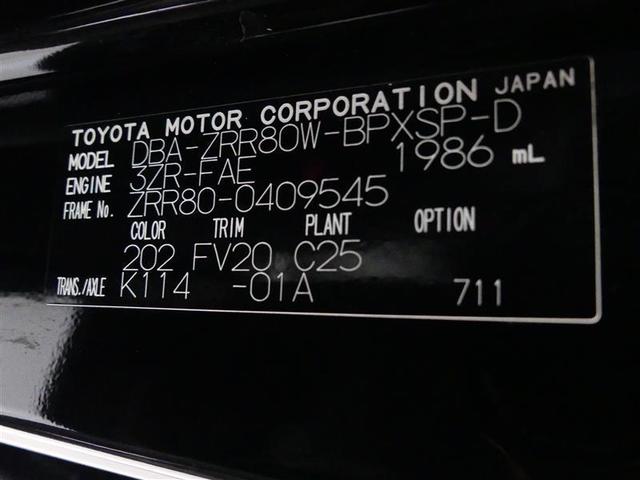 TOYOTA MOTOR CORPORATION JAPAN
MODEL DBA-ZRR80W-BPXSP-D
ENGINE 3ZR-FAE 1986 mL
FRAME No. ZRR80-0409545
COLOR TRIM PLANT OPTION
202 FV20 C25
TRANS./AXLE K114 -01A 711